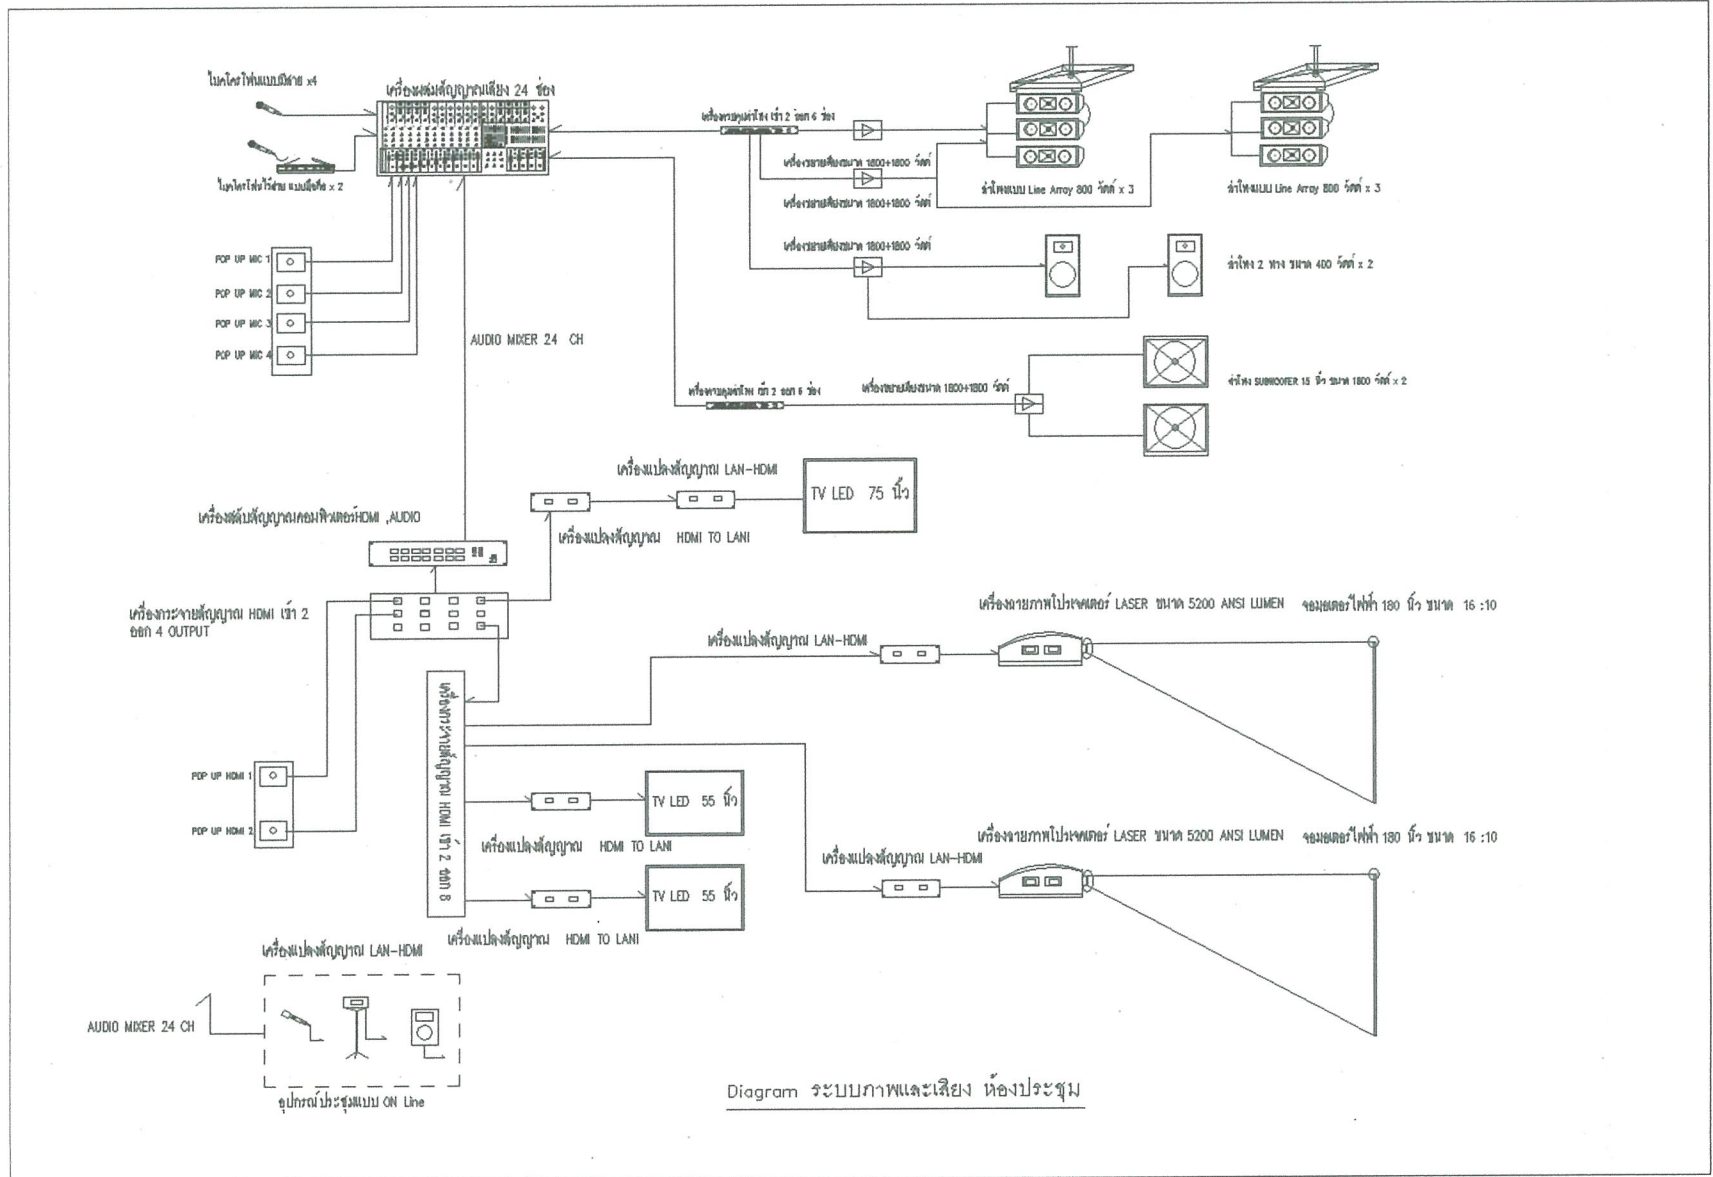 ไมคโครโฟนแบบมีสาย x4
เครื่องผสมสัญญาณเสียง 24 ช่อง
ไมคโครโฟนไร้สาย แบบมือถือ x 2
POP UP MIC 1
POP UP MIC 2
POP UP MIC 3
POP UP MIC 4
AUDIO MIXER 24 CH
เครื่องควบคุมลำโพง เข้า 2 ออก 6 ช่อง
เครื่องขยายเสียงขนาด 1800+1800 วัตต์
เครื่องขยายเสียงขนาด 1800+1800 วัตต์
เครื่องขยายเสียงขนาด 1800+1800 วัตต์
ลำโพงแบบ Line Array 800 วัตต์ x 3
ลำโพงแบบ Line Array 800 วัตต์ x 3
ลำโพง 2 ทาง ขนาด 400 วัตต์ x 2
เครื่องควบคุมลำโพง เข้า 2 ออก 6 ช่อง
เครื่องขยายเสียงขนาด 1800+1800 วัตต์
ลำโพง SUBWOOFER 15 นิ้ว ขนาด 1800 วัตต์ x 2
เครื่องแปลงสัญญาณ LAN-HDMI
TV LED 75 นิ้ว
เครื่องแปลงสัญญาณ HDMI TO LANI
เครื่องสลับสัญญาณคอมพิวเตอร์HDMI ,AUDIO
เครื่องกระจายสัญญาณ HDMI เข้า 2
ออก 4 OUTPUT
เครื่องกระจายสัญญาณ HDMI เข้า 2 ออก 8
POP UP HDMI 1
POP UP HDMI 2
เครื่องแปลงสัญญาณ LAN-HDMI
เครื่องฉายภาพโปรเจคเตอร์ LASER ขนาด 5200 ANSI LUMEN
จอมอเตอร์ไฟฟ้า 180 นิ้ว ขนาด 16 :10
TV LED 55 นิ้ว
เครื่องแปลงสัญญาณ HDMI TO LANI
TV LED 55 นิ้ว
เครื่องแปลงสัญญาณ HDMI TO LANI
เครื่องแปลงสัญญาณ LAN-HDMI
เครื่องฉายภาพโปรเจคเตอร์ LASER ขนาด 5200 ANSI LUMEN
จอมอเตอร์ไฟฟ้า 180 นิ้ว ขนาด 16 :10
เครื่องแปลงสัญญาณ LAN-HDMI
AUDIO MIXER 24 CH
อุปกรณ์ประชุมแบบ ON Line
Diagram ระบบภาพและเสียง ห้องประชุม